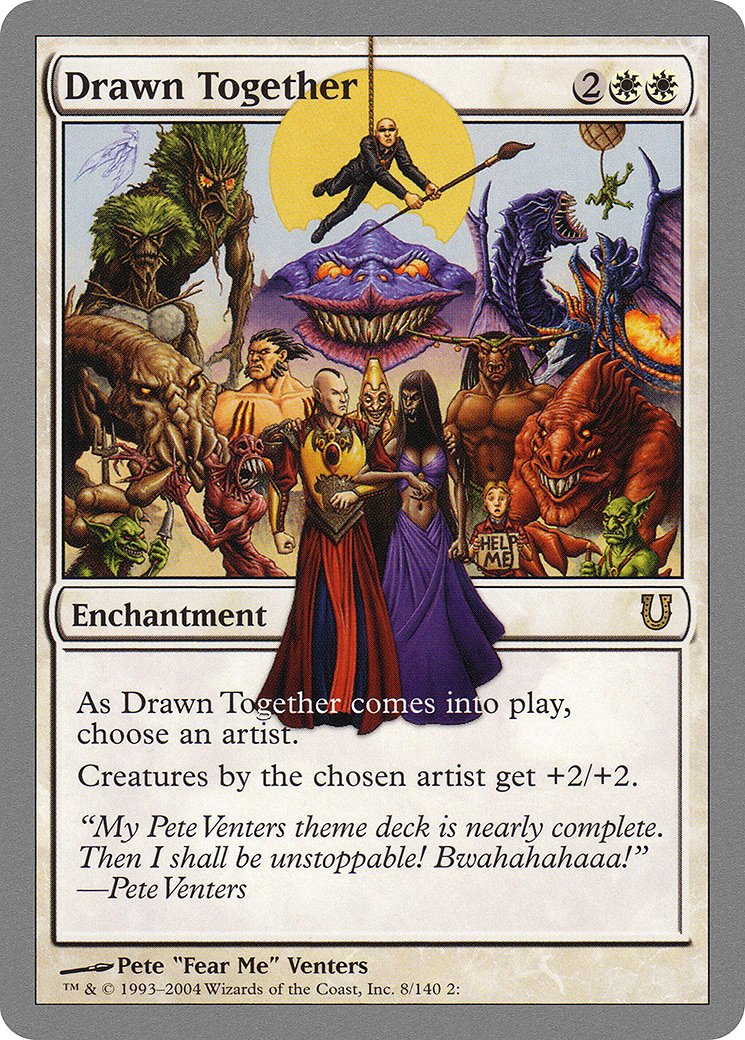 Drawn Together 2
HELP
ME
Enchantment
As Drawn Together comes into play,
choose an artist.
Creatures by the chosen artist get +2/+2.
“My Pete Venters theme deck is nearly complete.
Then I shall be unstoppable! Bwahahahaaa!”
—Pete Venters
Pete “Fear Me” Venters
™ & © 1993–2004 Wizards of the Coast, Inc. 8/140 2: